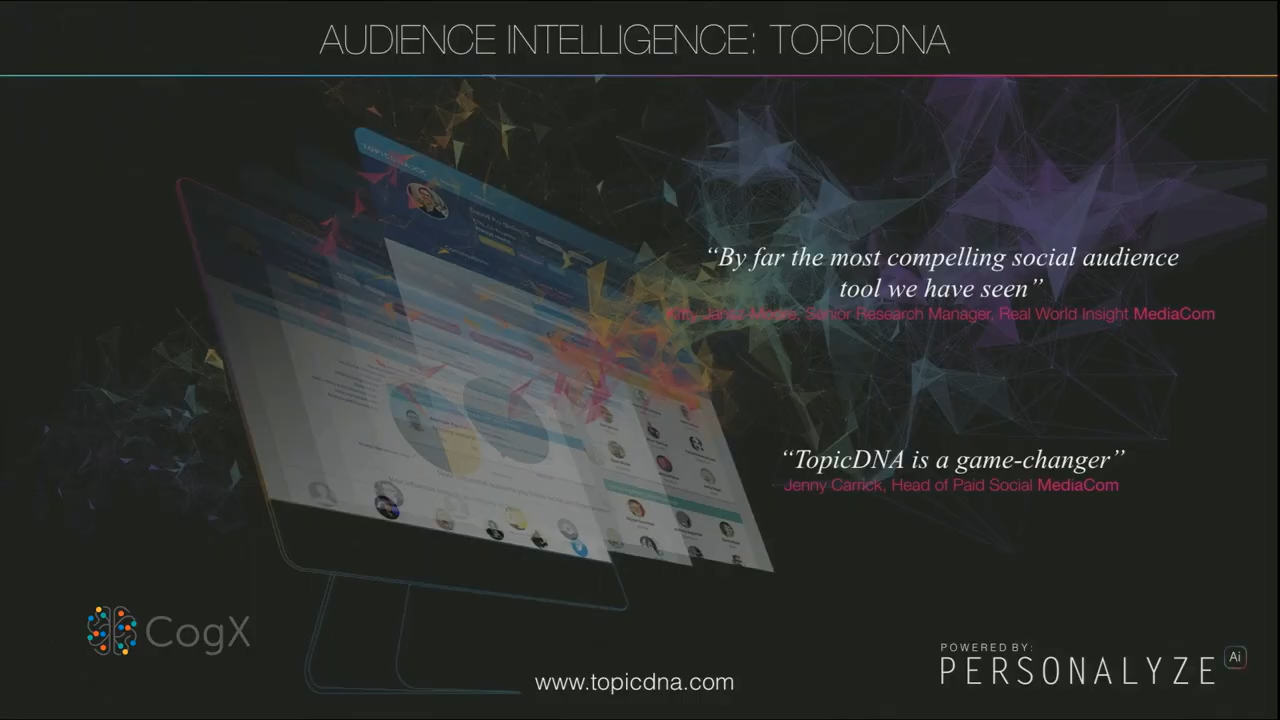 AUDIENCE INTELLIGENCE: TOPICDNA
“By far the most compelling social audience
tool we have seen”
Senior Research Manager, Real World Insight MediaCom
“TopicDNA is a game-changer”
Jenny Carrick, Head of Paid Social MediaCom
CogX
www.topicdna.com
POWERED BY:
PERSONALYZE Ai